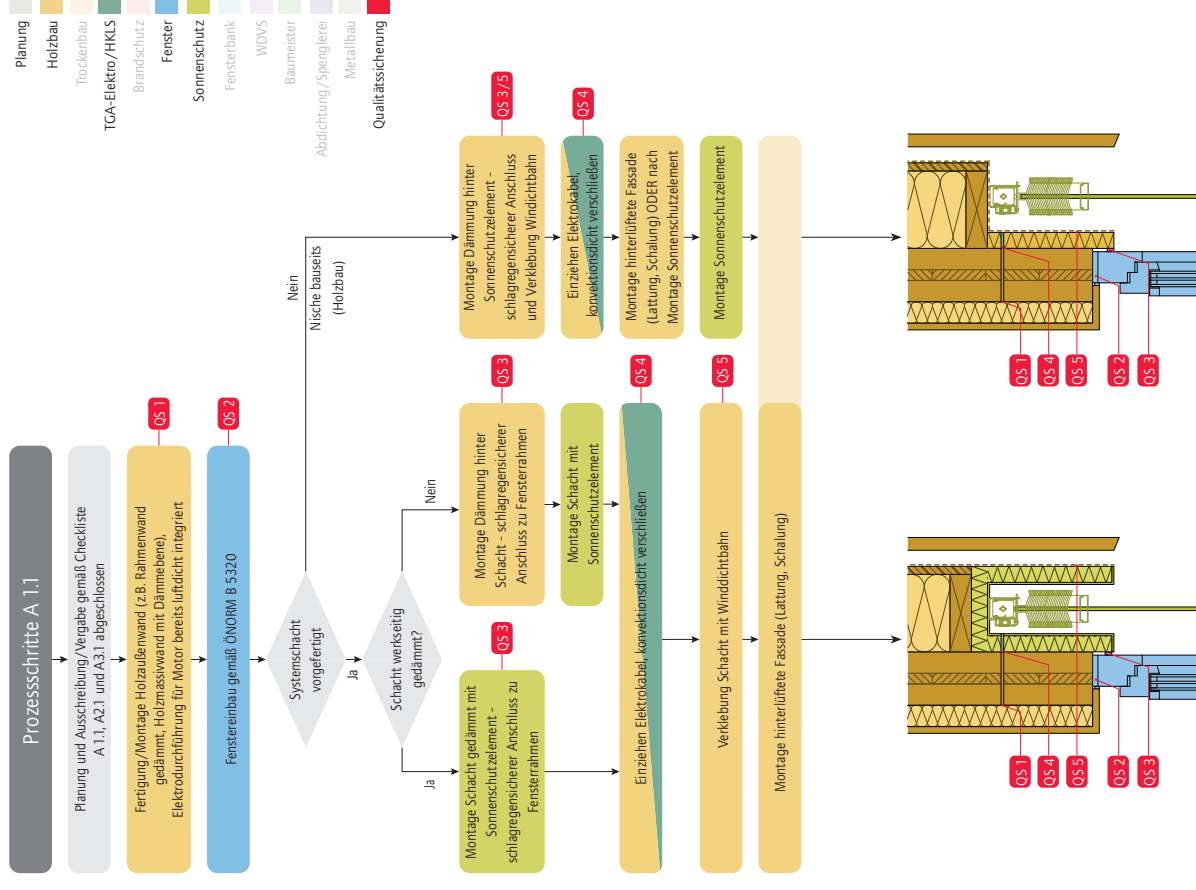 Prozessschritte A 1.1
Planung und Ausschreibung/Vergabe gemäß Checkliste
A 1.1, A2.1 und A3.1 abgeschlossen
Fertigung/Montage Holzaußenwand (z.B. Rahmenwand
gedämmt, Holzmassivwand mit Dämmebene),
Elektrodurchführung für Motor bereits luftdicht integriert
QS 1
Fenstereinbau gemäß ÖNORM B 5320
QS 2
Systemschacht
vorgefertigt
Nein
Nische bauseits
(Holzbau)
Ja
Schacht werkseitig
gedämmt?
Ja
Nein
Montage Schacht gedämmt mit
Sonnenschutzelement -
schlagregensicherer Anschluss zu
Fensterrahmen
QS 3
Montage Dämmung hinter
Schacht - schlagregensicherer
Anschluss zu Fensterrahmen
QS 3
Montage Dämmung hinter
Sonnenschutzelement -
schlagregensicherer Anschluss
und Verklebung Windichtbahn
QS 3/5
Montage Schacht mit
Sonnenschutzelement
Einziehen Elektrokabel,
konvektionsdicht verschließen
QS 4
Einziehen Elektrokabel, konvektionsdicht verschließen
QS 4
Montage hinterlüftete Fassade
(Lattung, Schalung) ODER nach
Montage Sonnenschutzelement
Verklebung Schacht mit Winddichtbahn
QS 5
Montage Sonnenschutzelement
Montage hinterlüftete Fassade (Lattung, Schalung)
QS 1
QS 4
QS 5
QS 2
QS 3
QS 1
QS 4
QS 5
QS 2
QS 3
Planung
Holzbau
Trockenbau
TGA-Elektro/HKLS
Brandschutz
Fenster
Sonnenschutz
Fensterbank
WDVS
Baumeister
Abdichtung/Spenglerei
Metallbau
Qualitätssicherung